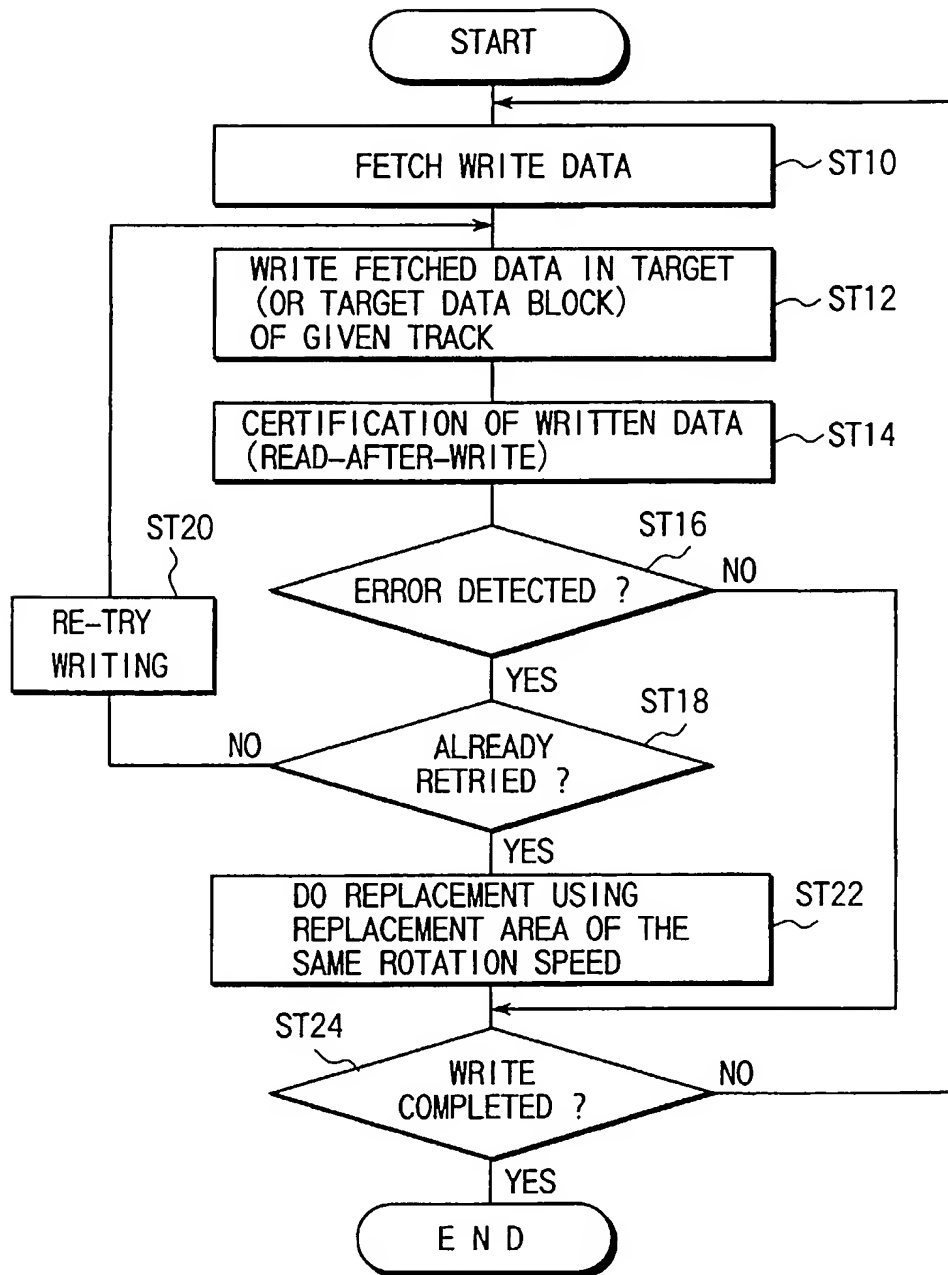 START
FETCH WRITE DATA
ST10
WRITE FETCHED DATA IN TARGET
(OR TARGET DATA BLOCK)
OF GIVEN TRACK
ST12
CERTIFICATION OF WRITTEN DATA
(READ-AFTER-WRITE)
ST14
ST20
ST16
ERROR DETECTED ?
NO
RE-TRY
WRITING
YES
ST18
NO
ALREADY
RETRIED ?
YES
DO REPLACEMENT USING
REPLACEMENT AREA OF THE
SAME ROTATION SPEED
ST22
ST24
WRITE
COMPLETED ?
NO
YES
END